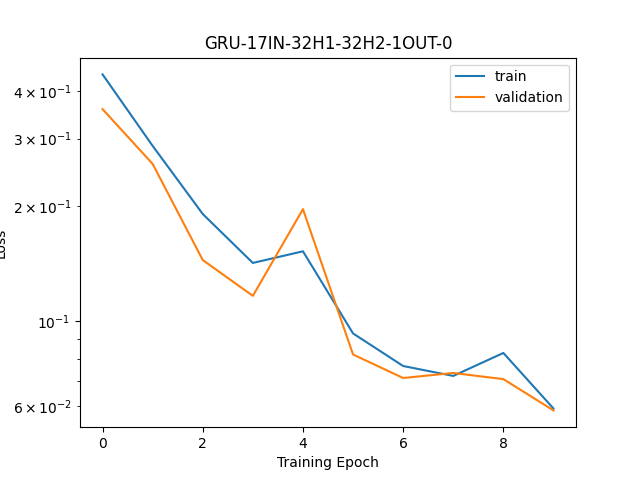 GRU-17IN-32H1-32H2-1OUT-0
train
validation
4 × 10⁻¹
3 × 10⁻¹
2 × 10⁻¹
10⁻¹
6 × 10⁻²
Loss
0 2 4 6 8
Training Epoch